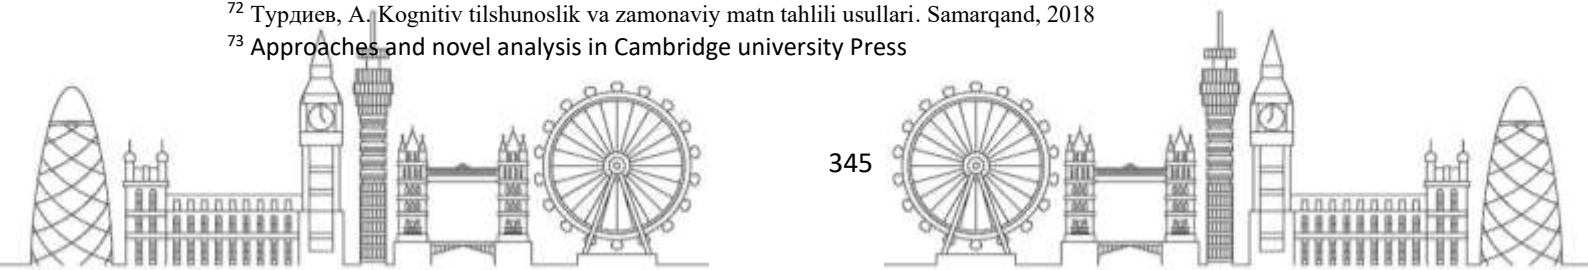 72 Турдиев, А. Kognitiv tilshunoslik va zamonaviy matn tahlili usullari. Samarqand, 2018
73 Approaches and novel analysis in Cambridge university Press
345